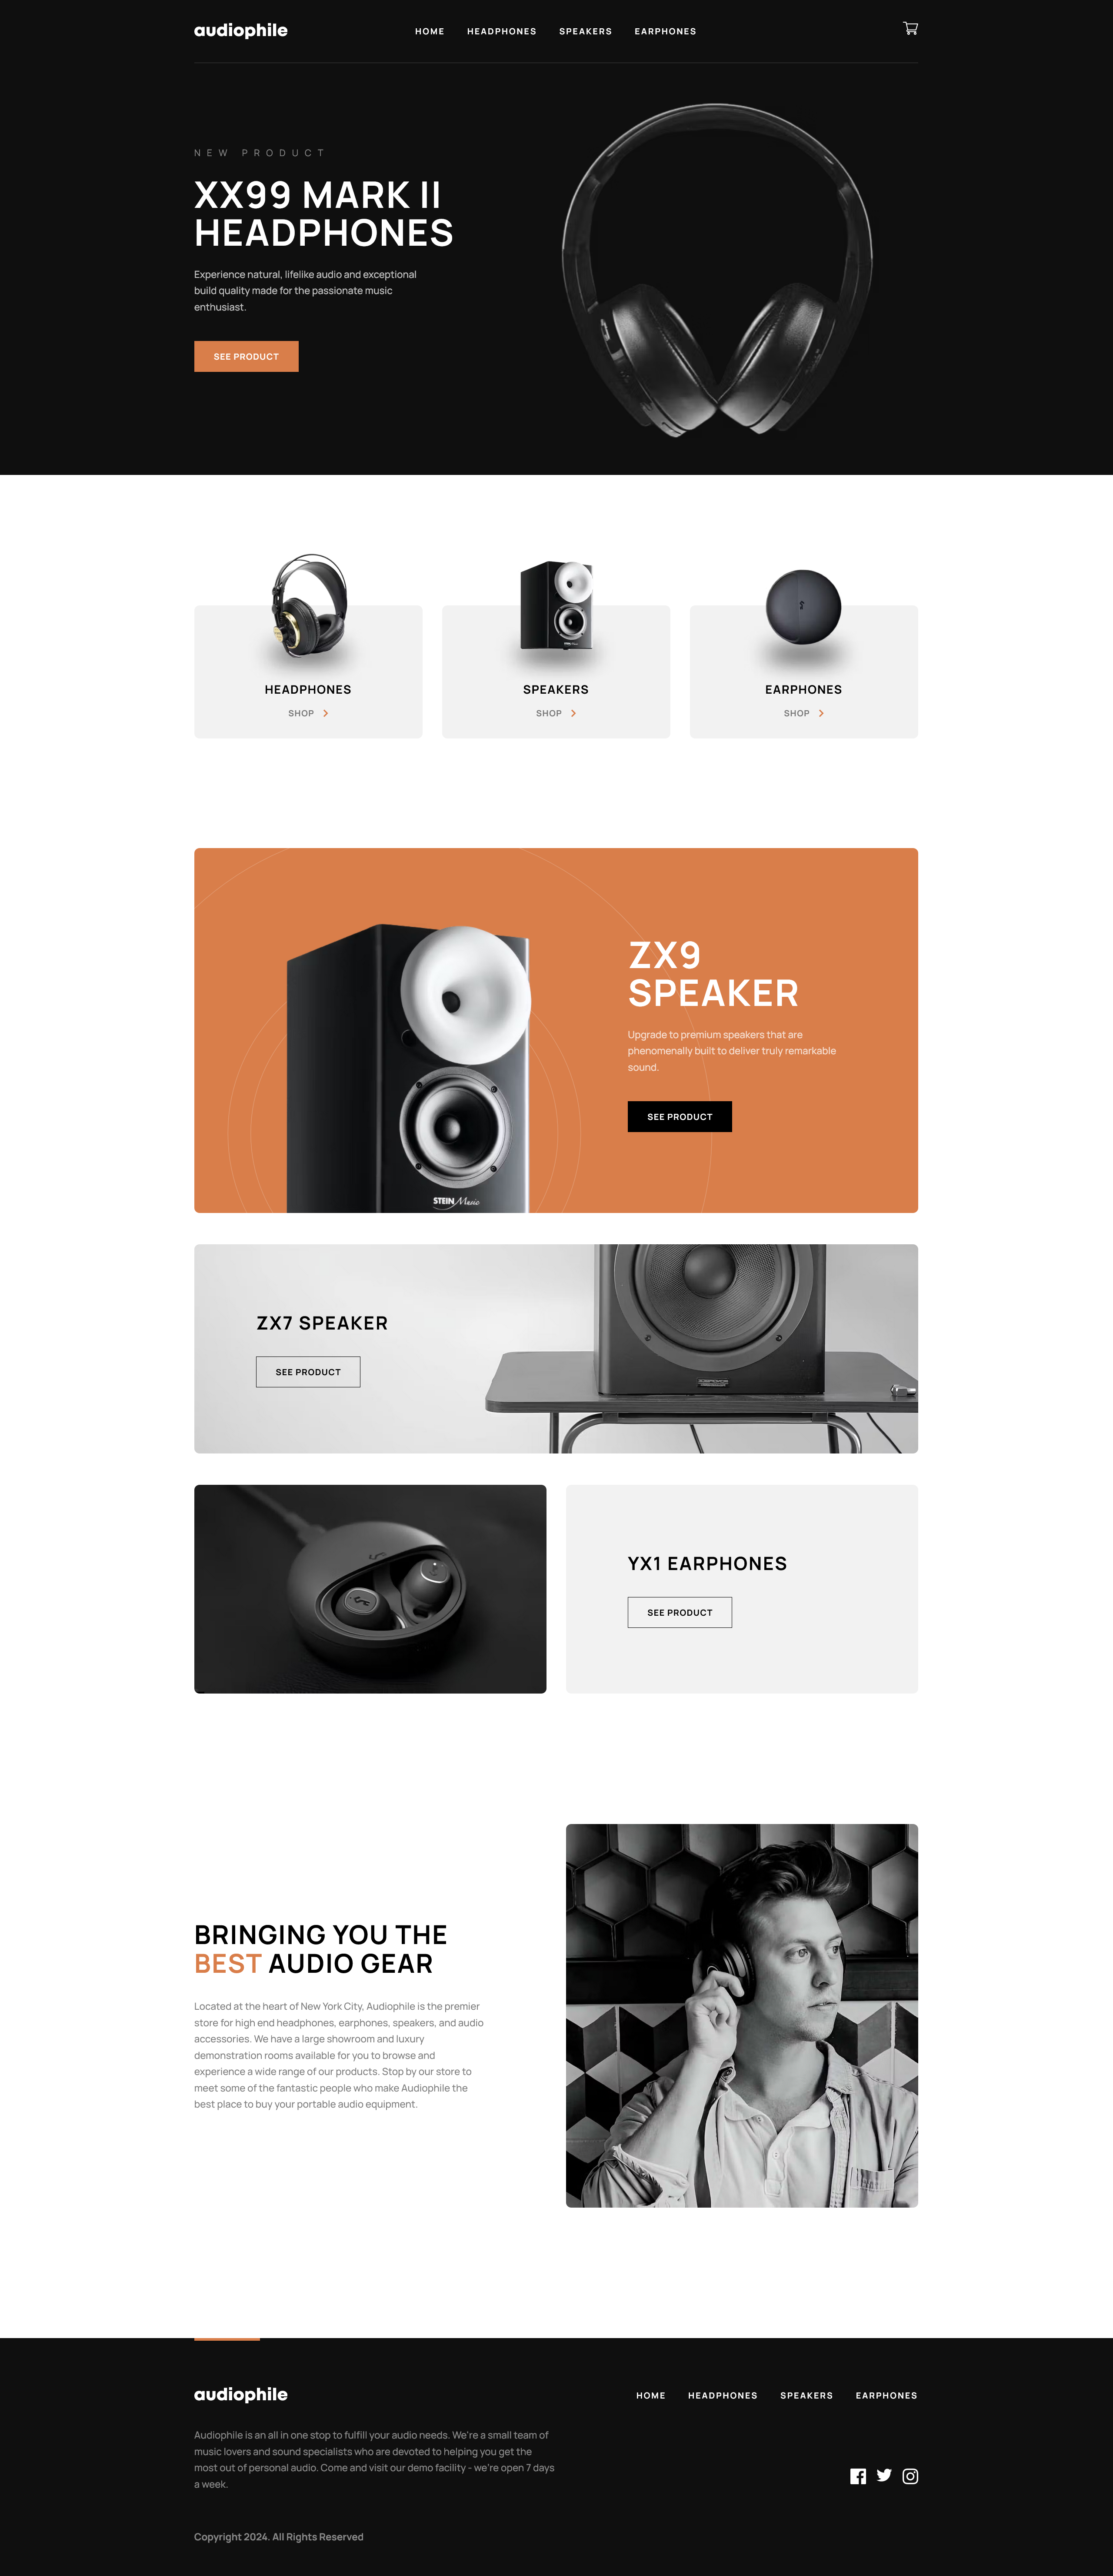 audiophile
HOME HEADPHONES SPEAKERS EARPHONES
NEW PRODUCT
XX99 MARK II
HEADPHONES
Experience natural, lifelike audio and exceptional
build quality made for the passionate music
enthusiast.
SEE PRODUCT
HEADPHONES
SHOP
SPEAKERS
SHOP
EARPHONES
SHOP
ZX9
SPEAKER
Upgrade to premium speakers that are
phenomenally built to deliver truly remarkable
sound.
SEE PRODUCT
STEIN Music
ZX7 SPEAKER
SEE PRODUCT
YX1 EARPHONES
SEE PRODUCT
BRINGING YOU THE
BEST AUDIO GEAR
Located at the heart of New York City, Audiophile is the premier
store for high end headphones, earphones, speakers, and audio
accessories. We have a large showroom and luxury
demonstration rooms available for you to browse and
experience a wide range of our products. Stop by our store to
meet some of the fantastic people who make Audiophile the
best place to buy your portable audio equipment.
audiophile
HOME HEADPHONES SPEAKERS EARPHONES
Audiophile is an all in one stop to fulfill your audio needs. We're a small team of
music lovers and sound specialists who are devoted to helping you get the
most out of personal audio. Come and visit our demo facility - we're open 7 days
a week.
Copyright 2024. All Rights Reserved